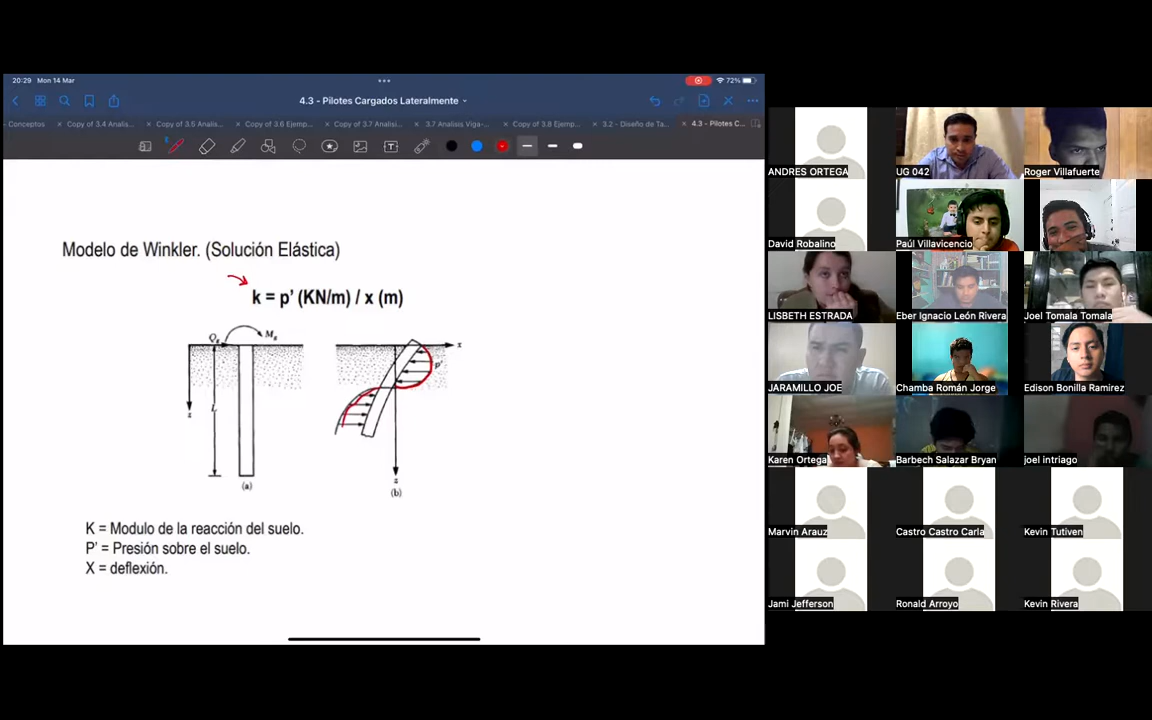 20:29 Mon 14 Mar
72%
4.3 - Pilotes Cargados Lateralmente
Conceptos
Copy of 3.4 Analis...
Copy of 3.5 Analis...
Copy of 3.6 Ejemp...
Copy of 3.7 Analisi...
3.7 Analisis Viga-...
Copy of 3.8 Ejemp...
3.2 - Diseño de Ta...
4.3 - Pilotes C...
Modelo de Winkler. (Solución Elástica)
k = p’ (KN/m) / x (m)
Qg
Mg
x
p'
z
L
z
(a)
(b)
K = Modulo de la reacción del suelo.
P’ = Presión sobre el suelo.
X = deflexión.
ANDRES ORTEGA
UG 042
Roger Villafuerte
David Robalino
Paúl Villavicencio
LISBETH ESTRADA
Eber Ignacio León Rivera
Joel Tomala Tomala
JARAMILLO JOE
Chamba Román Jorge
Edison Bonilla Ramirez
Karen Ortega
Barbech Salazar Bryan
joel intriago
Marvin Arauz
Castro Castro Carla
Kevin Tutiven
Jami Jefferson
Ronald Arroyo
Kevin Rivera